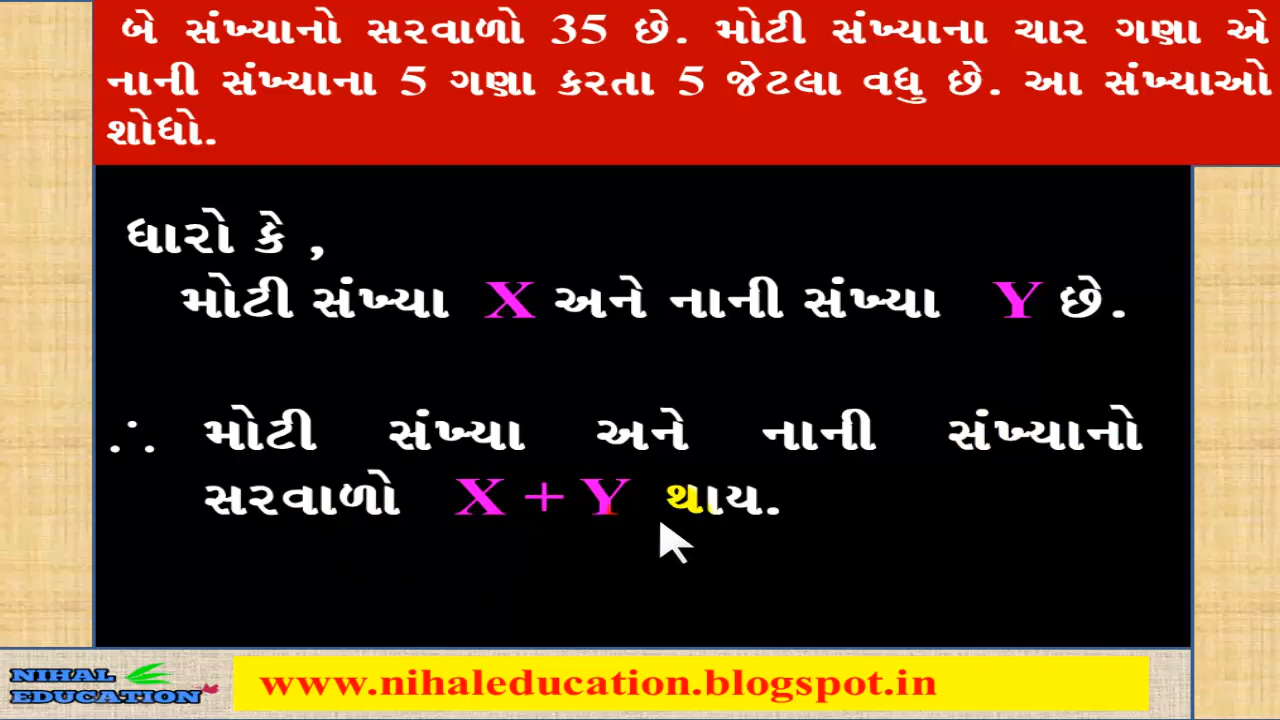 બે સંખ્યાનો સરવાળો 35 છે. મોટી સંખ્યાના ચાર ગણા એ
નાની સંખ્યાના 5 ગણા કરતા 5 જેટલા વધુ છે. આ સંખ્યાઓ
શોધો.
ધારો કે ,
મોટી સંખ્યા X અને નાની સંખ્યા Y છે.
∴ મોટી સંખ્યા અને નાની સંખ્યાનો
સરવાળો X + Y થાય.
NIHAL
EDUCATION
www.nihaleducation.blogspot.in